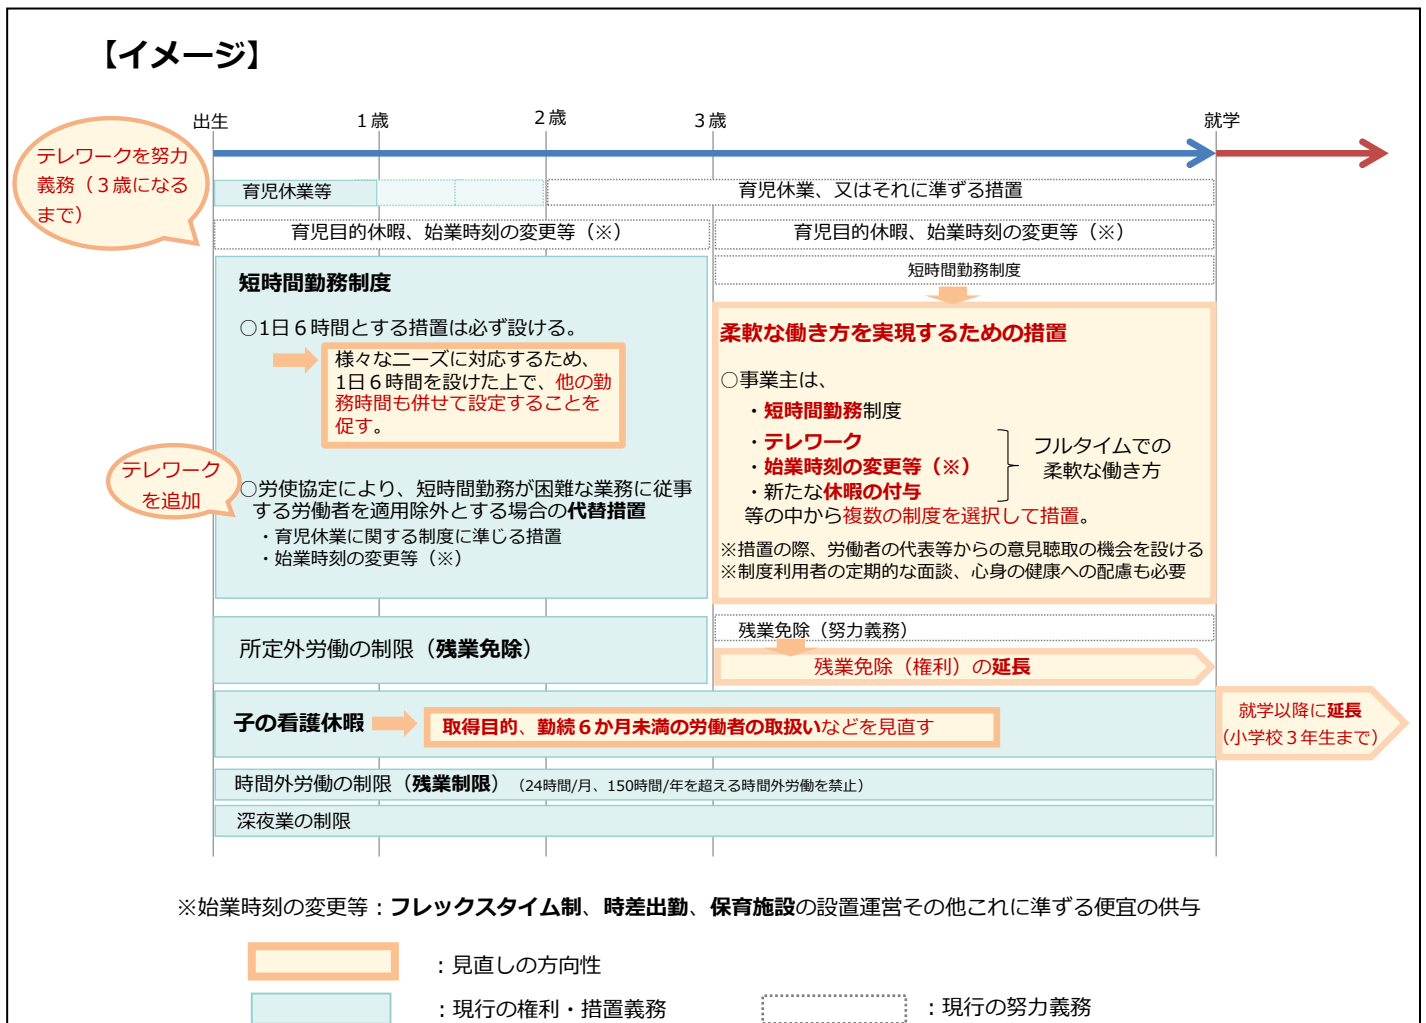 【イメージ】
出生
1歳
2歳
3歳
就学
テレワークを努力
義務（3歳になる
まで）
育児休業等
育児休業、又はそれに準ずる措置
育児目的休暇、始業時刻の変更等（※）
育児目的休暇、始業時刻の変更等（※）
短時間勤務制度
○1日６時間とする措置は必ず設ける。
様々なニーズに対応するため、
1日６時間を設けた上で、他の勤
務時間も併せて設定することを
促す。
テレワーク
を追加
○労使協定により、短時間勤務が困難な業務に従事
する労働者を適用除外とする場合の代替措置
・育児休業に関する制度に準じる措置
・始業時刻の変更等（※）
短時間勤務制度
柔軟な働き方を実現するための措置
○事業主は、
・短時間勤務制度
・テレワーク
・始業時刻の変更等（※）
・新たな休暇の付与
フルタイムでの
柔軟な働き方
等の中から複数の制度を選択して措置。
※措置の際、労働者の代表等からの意見聴取の機会を設ける
※制度利用者の定期的な面談、心身の健康への配慮も必要
所定外労働の制限（残業免除）
残業免除（努力義務）
残業免除（権利）の延長
子の看護休暇
取得目的、勤続６か月未満の労働者の取扱いなどを見直す
就学以降に延長
（小学校３年生まで）
時間外労働の制限（残業制限）（24時間/月、150時間/年を超える時間外労働を禁止）
深夜業の制限
※始業時刻の変更等：フレックスタイム制、時差出勤、保育施設の設置運営その他これに準ずる便宜の供与
：見直しの方向性
：現行の権利・措置義務
：現行の努力義務